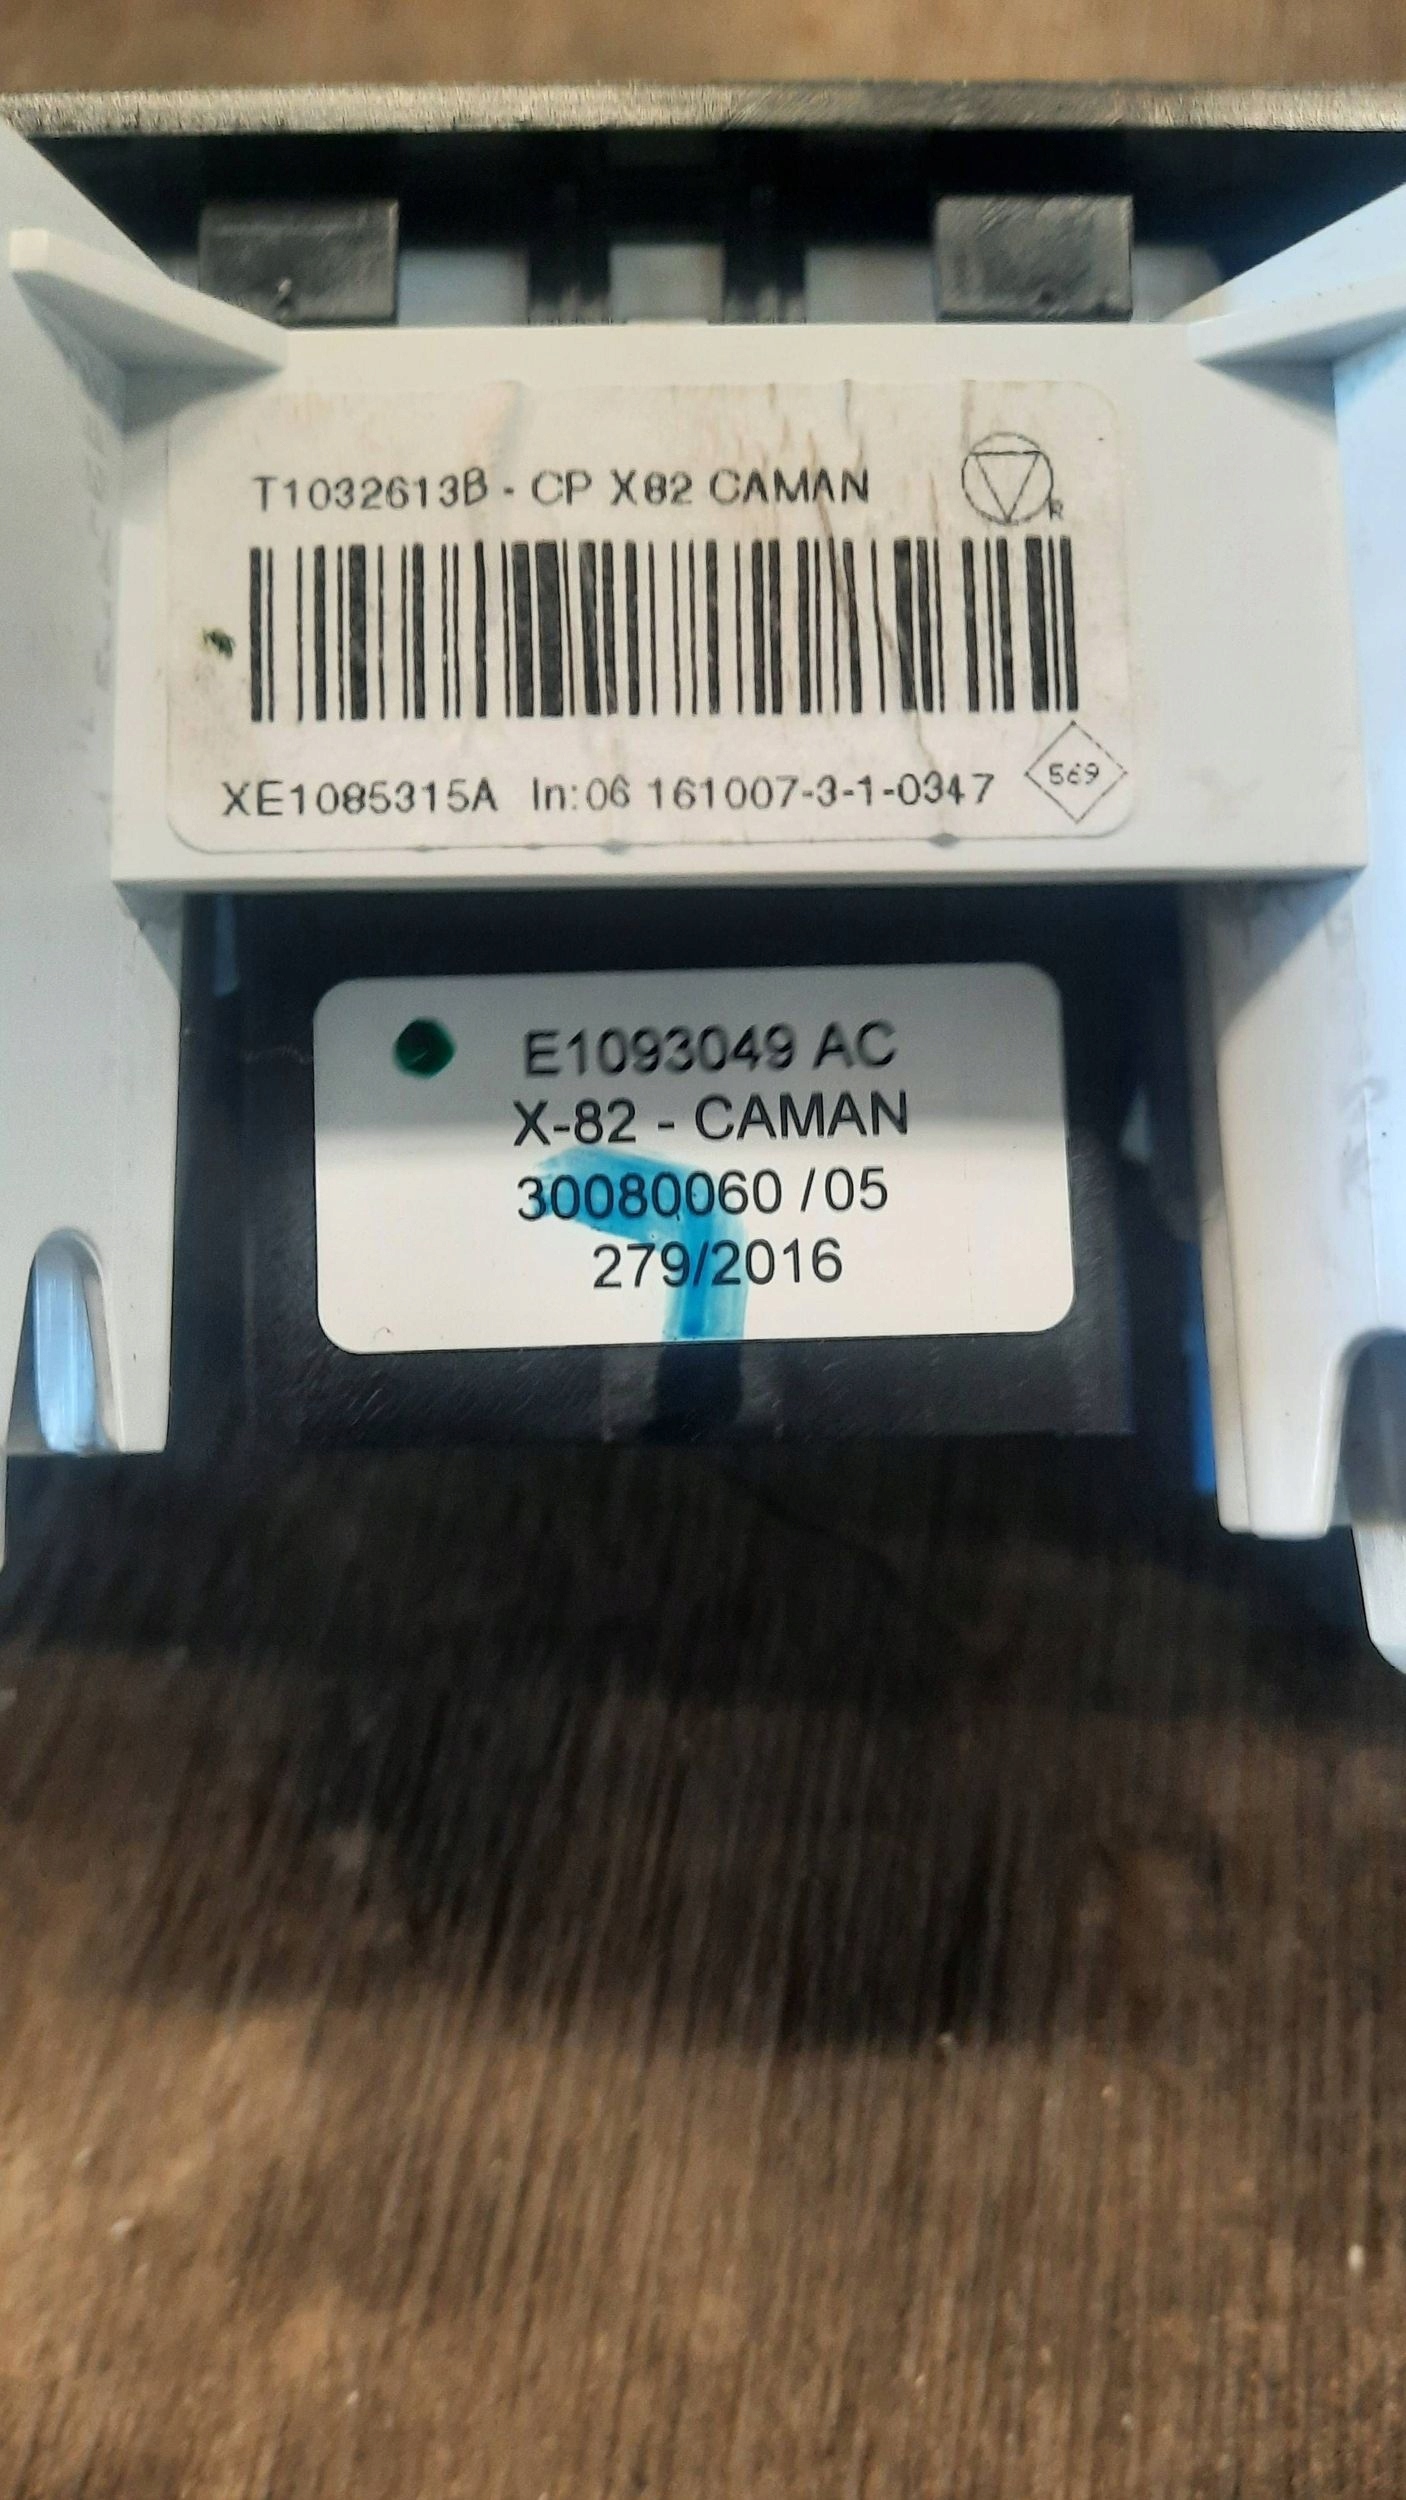 T1032613B - CP X82 CAMAN
R
XE1085315A In:06 161007-3-1-0347
569
E1093049 AC
X-82 - CAMAN
30080060 /05
279/2016